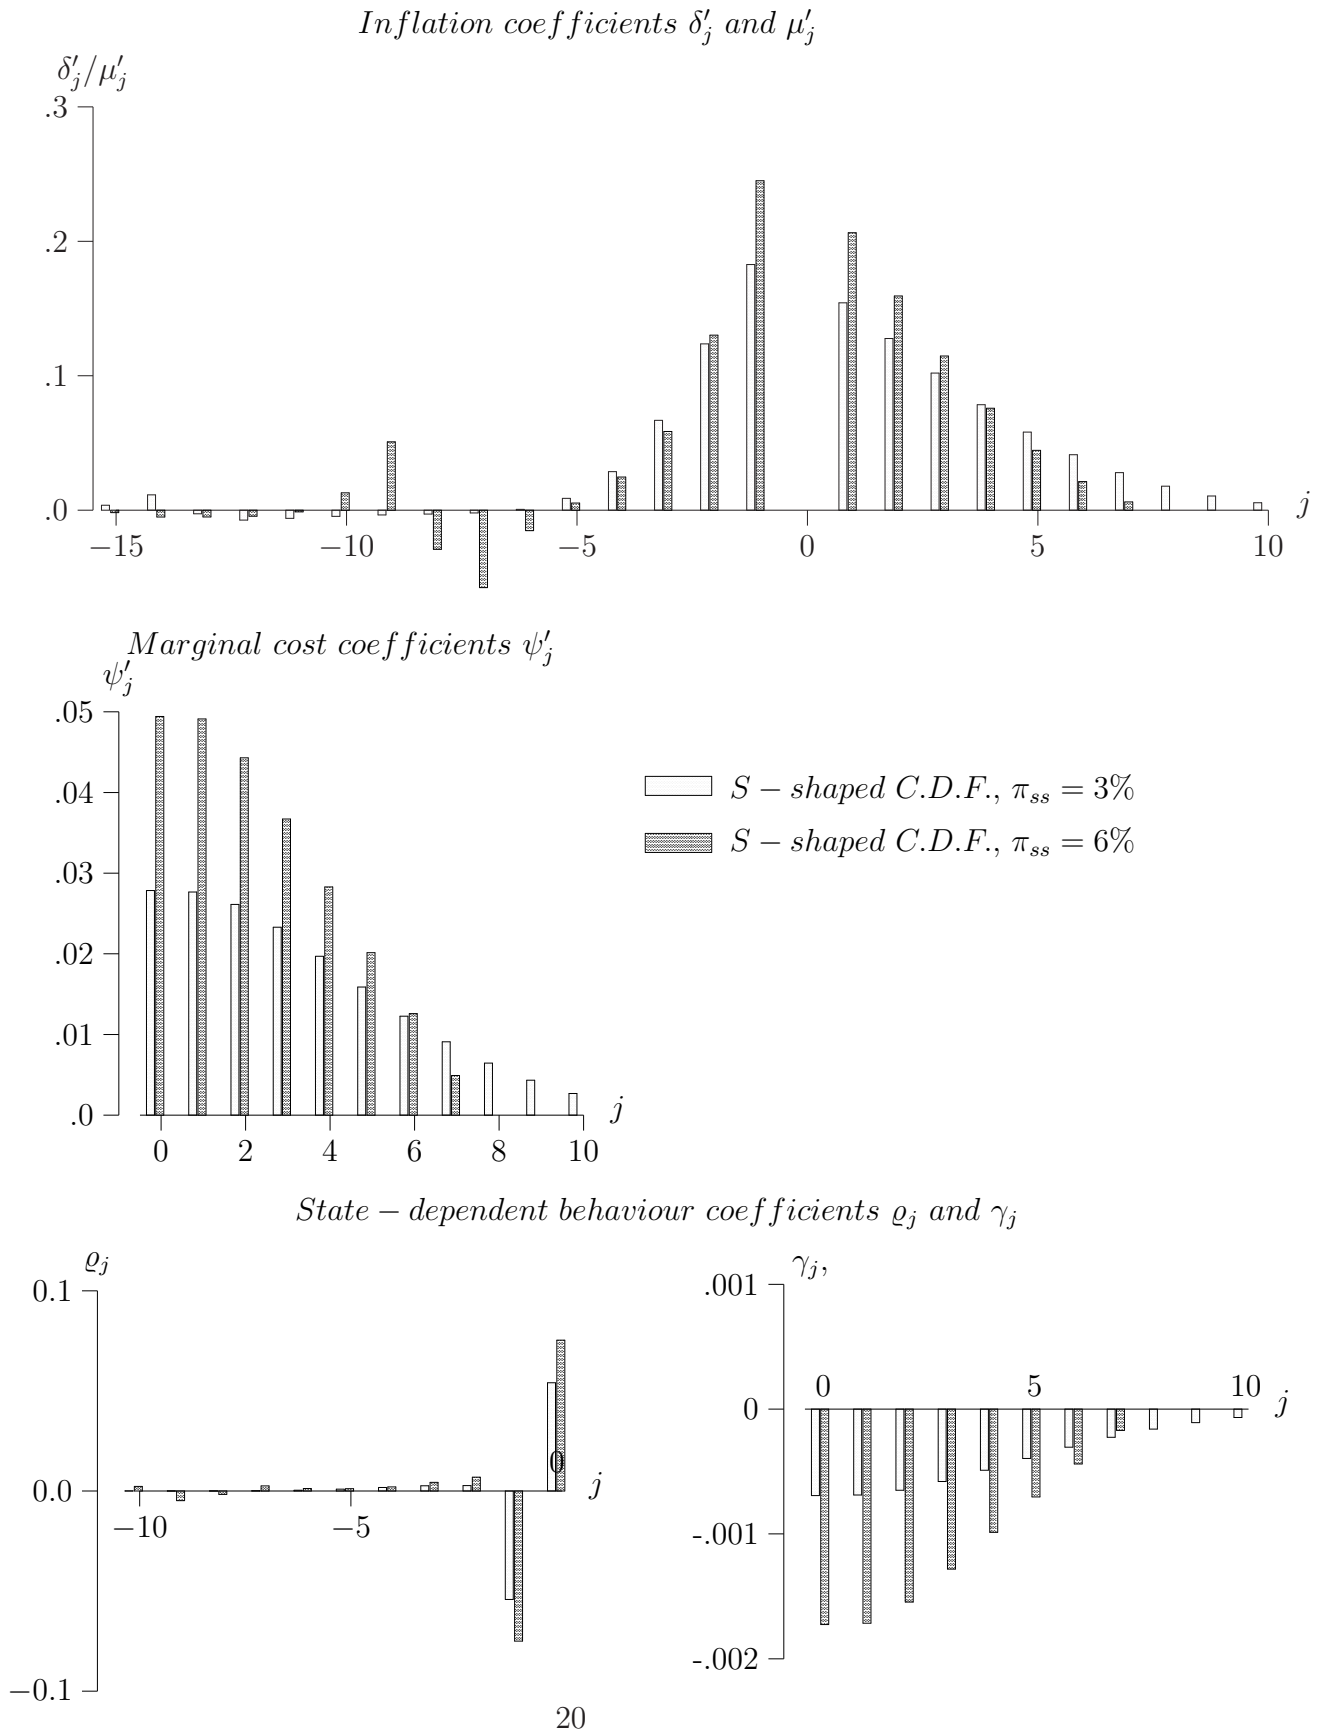 Inflation coefficients δ′j and μ′j
δ′j/μ′j
.3
.2
.1
.0
−15 −10 −5 0 5 10 j
Marginal cost coefficients ψ′j
ψ′j
.05
.04
.03
.02
.01
.0
0 2 4 6 8 10 j
S − shaped C.D.F., πss = 3%
S − shaped C.D.F., πss = 6%
State − dependent behaviour coefficients ϱj and γj
ϱj
0.1
0.0
−0.1
−10 −5 0 j
γj,
.001
0
-.001
-.002
0 5 10 j
20